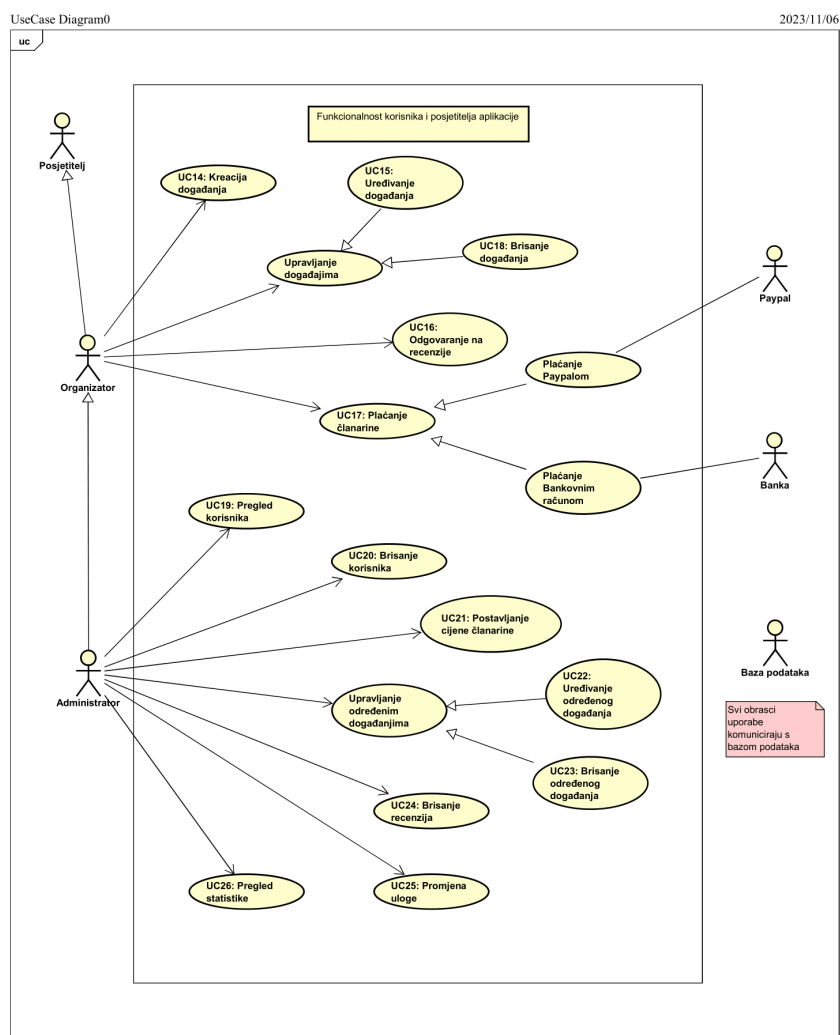 UseCase Diagram0
2023/11/06
uc
Funkcionalnost korisnika i posjetitelja aplikacije
Posjetitelj
UC14: Kreacija
događanja
UC15:
Uređivanje
događanja
Upravljanje
događajima
UC18: Brisanje
događanja
Paypal
UC16:
Odgovaranje na
recenzije
Organizator
Plaćanje
Paypalom
UC17: Plaćanje
članarine
Plaćanje
Bankovnim
računom
Banka
UC19: Pregled
korisnika
UC20: Brisanje
korisnika
UC21: Postavljanje
cijene članarine
Baza podataka
Administrator
Upravljanje
određenim
događanjima
UC22:
Uređivanje
određenog
događanja
Svi obrasci
uporabe
komuniciraju s
bazom podataka
UC23: Brisanje
određenog
događanja
UC24: Brisanje
recenzija
UC26: Pregled
statistike
UC25: Promjena
uloge